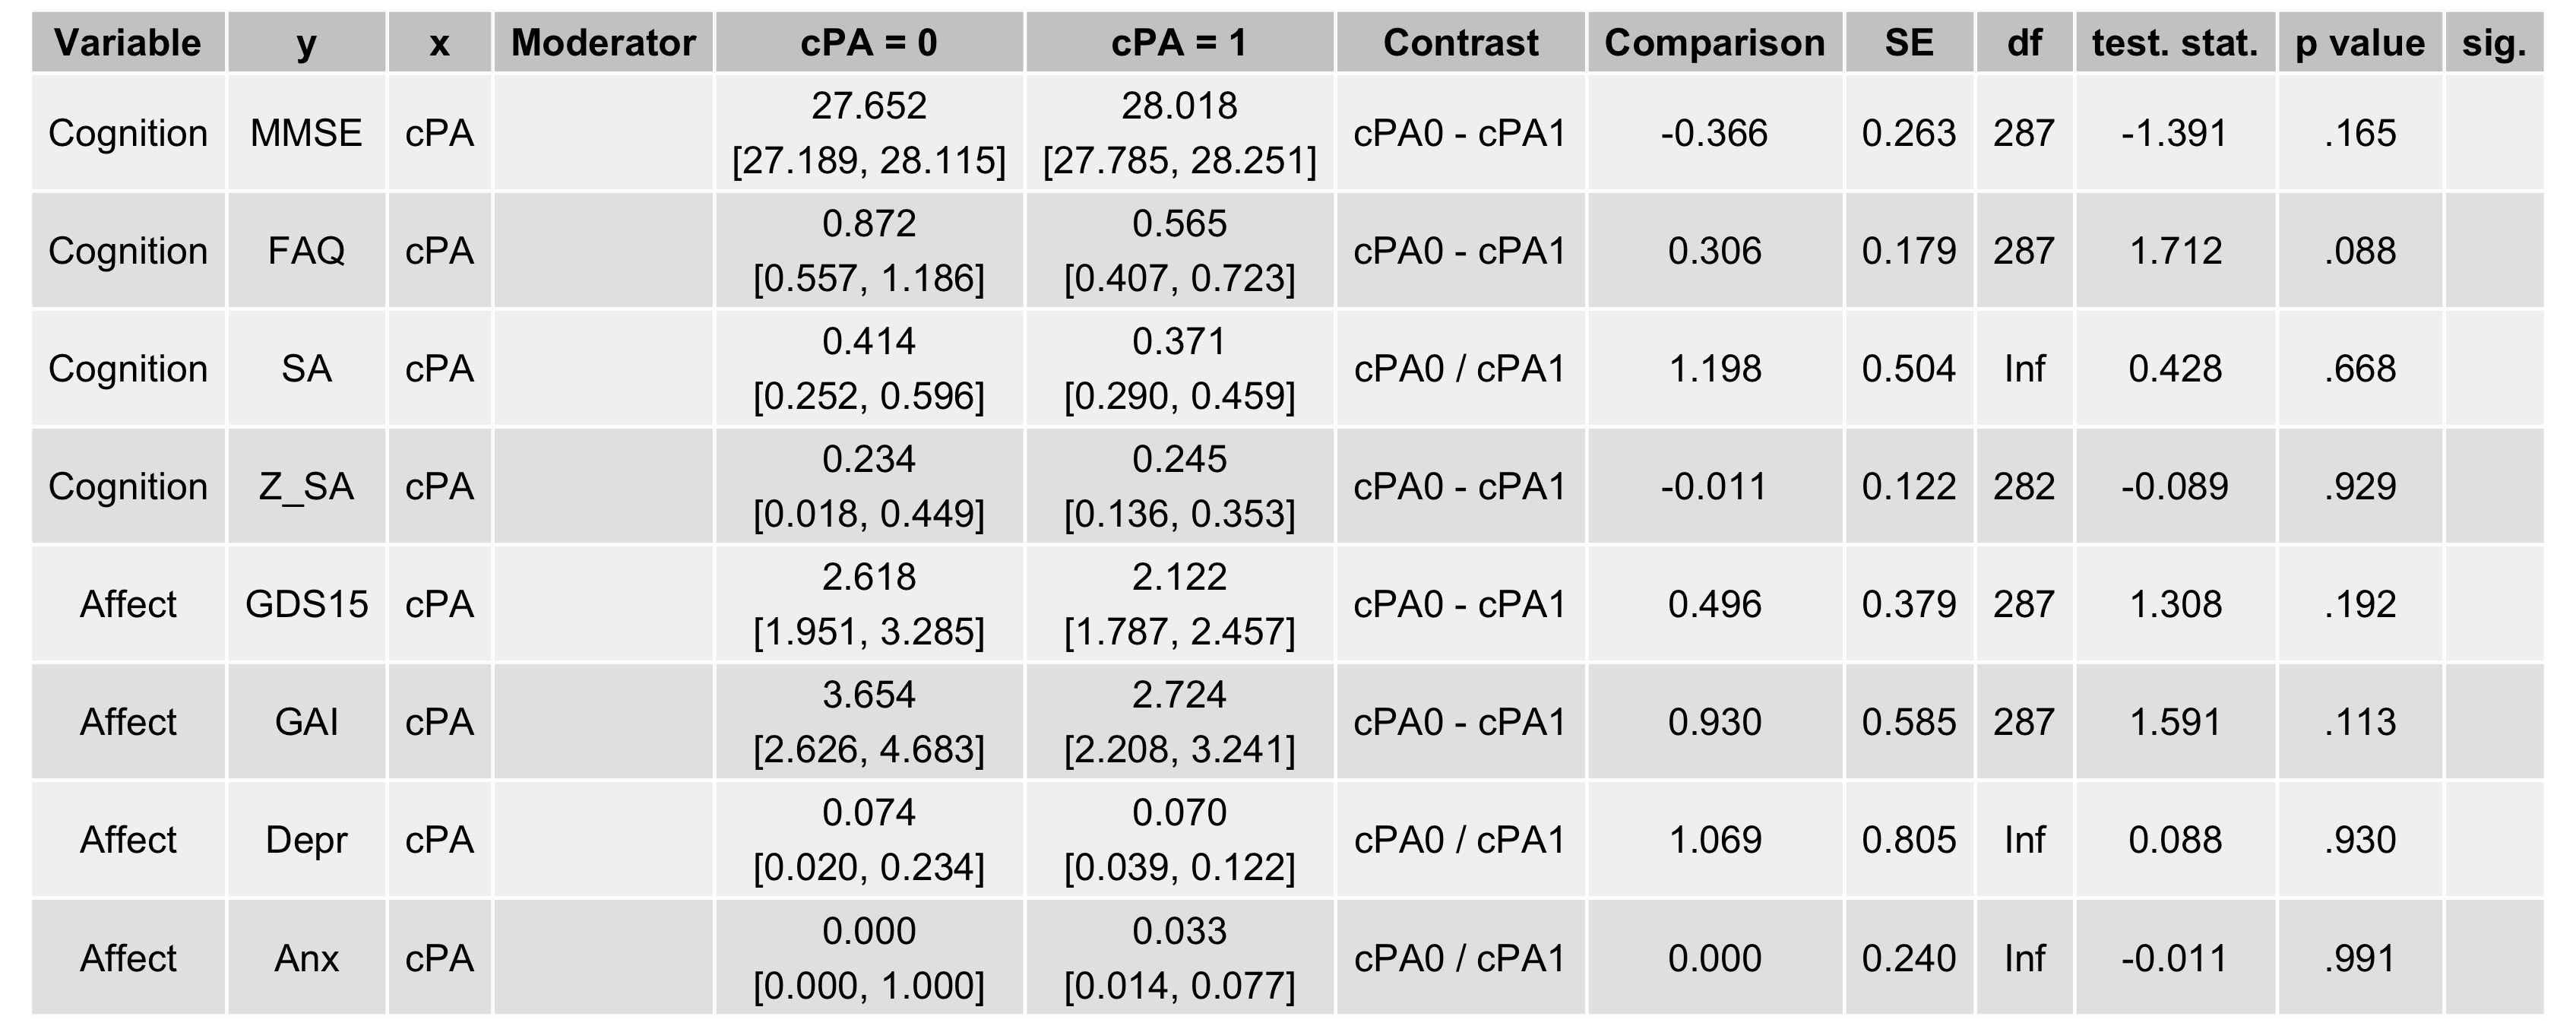 Variable y x Moderator cPA = 0 cPA = 1 Contrast Comparison SE df test. stat. p value sig.
Cognition MMSE cPA 27.652 28.018 cPA0 - cPA1 -0.366 0.263 287 -1.391 .165
[27.189, 28.115] [27.785, 28.251]
Cognition FAQ cPA 0.872 0.565 cPA0 - cPA1 0.306 0.179 287 1.712 .088
[0.557, 1.186] [0.407, 0.723]
Cognition SA cPA 0.414 0.371 cPA0 / cPA1 1.198 0.504 Inf 0.428 .668
[0.252, 0.596] [0.290, 0.459]
Cognition Z_SA cPA 0.234 0.245 cPA0 - cPA1 -0.011 0.122 282 -0.089 .929
[0.018, 0.449] [0.136, 0.353]
Affect GDS15 cPA 2.618 2.122 cPA0 - cPA1 0.496 0.379 287 1.308 .192
[1.951, 3.285] [1.787, 2.457]
Affect GAI cPA 3.654 2.724 cPA0 - cPA1 0.930 0.585 287 1.591 .113
[2.626, 4.683] [2.208, 3.241]
Affect Depr cPA 0.074 0.070 cPA0 / cPA1 1.069 0.805 Inf 0.088 .930
[0.020, 0.234] [0.039, 0.122]
Affect Anx cPA 0.000 0.033 cPA0 / cPA1 0.000 0.240 Inf -0.011 .991
[0.000, 1.000] [0.014, 0.077]